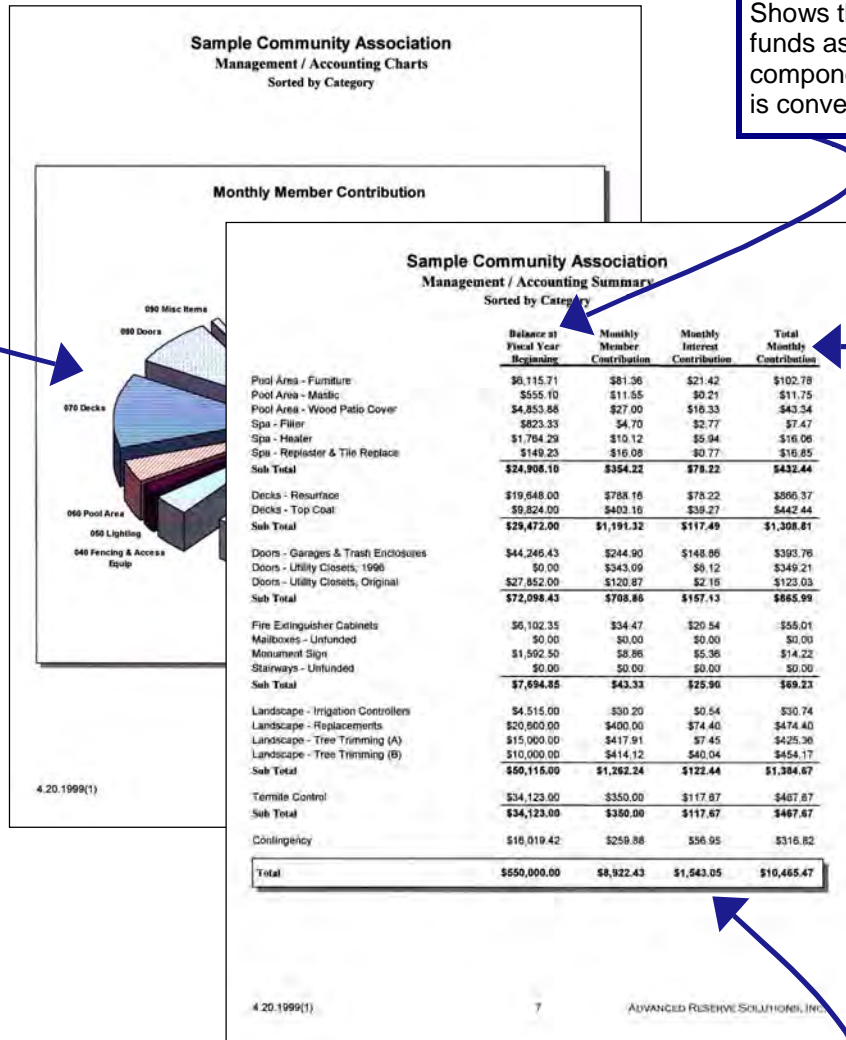 Shows t
funds as
compon
is conve
Sample Community Association
Management / Accounting Charts
Sorted by Category
Monthly Member Contribution
090 Misc Items
080 Doors
070 Decks
060 Pool Area
050 Lighting
040 Fencing & Access
Equip
4.20.1999(1)
Sample Community Association
Management / Accounting Summary
Sorted by Category
Balance at Monthly Monthly Total
Fiscal Year Member Interest Monthly
Beginning Contribution Contribution Contribution
Pool Area - Furniture $6,115.71 $81.36 $21.42 $102.78
Pool Area - Mastic $555.10 $11.55 $0.21 $11.75
Pool Area - Wood Patio Cover $4,853.88 $27.00 $16.33 $43.34
Spa - Filter $823.33 $4.70 $2.77 $7.47
Spa - Heater $1,764.29 $10.12 $5.94 $16.06
Spa - Replaster & Tile Replace $149.23 $16.08 $0.77 $16.85
Sub Total $24,908.10 $354.22 $78.22 $432.44
Decks - Resurface $19,648.00 $788.16 $78.22 $866.37
Decks - Top Coat $9,824.00 $403.16 $39.27 $442.44
Sub Total $29,472.00 $1,191.32 $117.49 $1,308.81
Doors - Garages & Trash Enclosures $44,246.43 $244.90 $148.86 $393.76
Doors - Utility Closets, 1996 $0.00 $343.09 $6.12 $349.21
Doors - Utility Closets, Original $27,852.00 $120.87 $2.16 $123.03
Sub Total $72,098.43 $708.86 $157.13 $865.99
Fire Extinguisher Cabinets $6,102.35 $34.47 $20.54 $55.01
Mailboxes - Unfunded $0.00 $0.00 $0.00 $0.00
Monument Sign $1,592.50 $8.86 $5.36 $14.22
Stairways - Unfunded $0.00 $0.00 $0.00 $0.00
Sub Total $7,694.85 $43.33 $25.90 $69.23
Landscape - Irrigation Controllers $4,515.00 $30.20 $0.54 $30.74
Landscape - Replacements $20,600.00 $400.00 $74.40 $474.40
Landscape - Tree Trimming (A) $15,000.00 $417.91 $7.45 $425.36
Landscape - Tree Trimming (B) $10,000.00 $414.12 $40.04 $454.17
Sub Total $50,115.00 $1,262.24 $122.44 $1,384.67
Termite Control $34,123.00 $350.00 $117.67 $467.67
Sub Total $34,123.00 $350.00 $117.67 $467.67
Contingency $16,019.42 $259.88 $56.95 $316.82
Total $550,000.00 $8,922.43 $1,543.05 $10,465.47
4.20.1999(1) 7 ADVANCED RESERVE SOLUTIONS, INC.